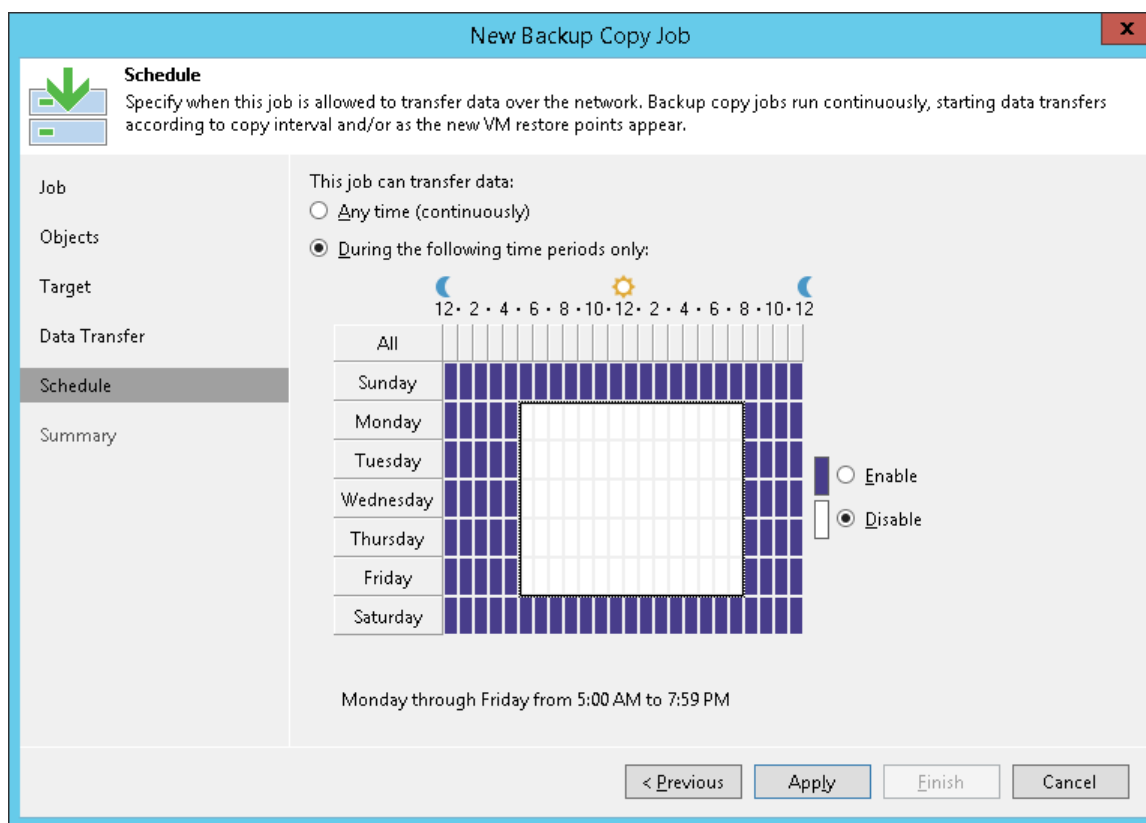 New Backup Copy Job
x
Schedule
Specify when this job is allowed to transfer data over the network. Backup copy jobs run continuously, starting data transfers
according to copy interval and/or as the new VM restore points appear.
Job
Objects
Target
Data Transfer
Schedule
Summary
This job can transfer data:
Any time (continuously)
During the following time periods only:
12 · 2 · 4 · 6 · 8 · 10 · 12 · 2 · 4 · 6 · 8 · 10 · 12
All
Sunday
Monday
Tuesday
Wednesday
Thursday
Friday
Saturday
Enable
Disable
Monday through Friday from 5:00 AM to 7:59 PM
< Previous
Apply
Finish
Cancel